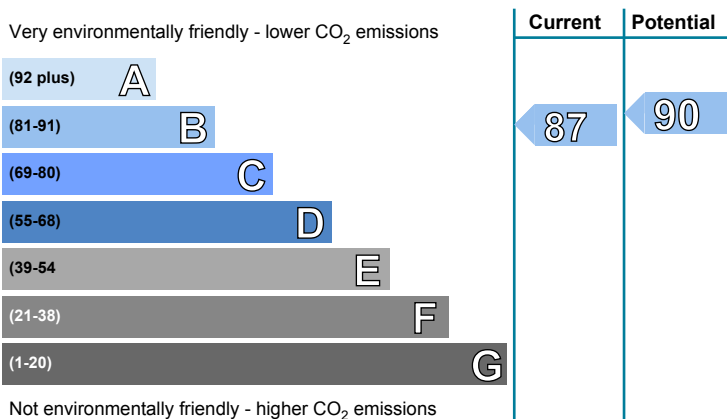 Current Potential
Very environmentally friendly - lower CO2 emissions
(92 plus) A
(81-91) B
87 90
(69-80) C
(55-68) D
(39-54 E
(21-38) F
(1-20) G
Not environmentally friendly - higher CO2 emissions